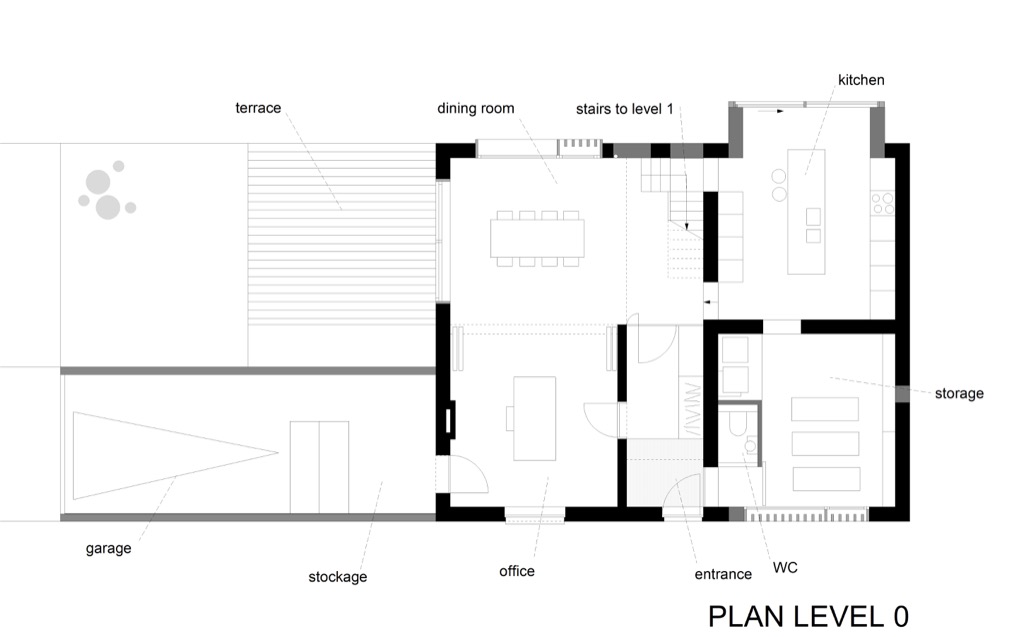 kitchen
terrace
dining room
stairs to level 1
storage
garage
stockage
office
entrance
WC
PLAN LEVEL 0